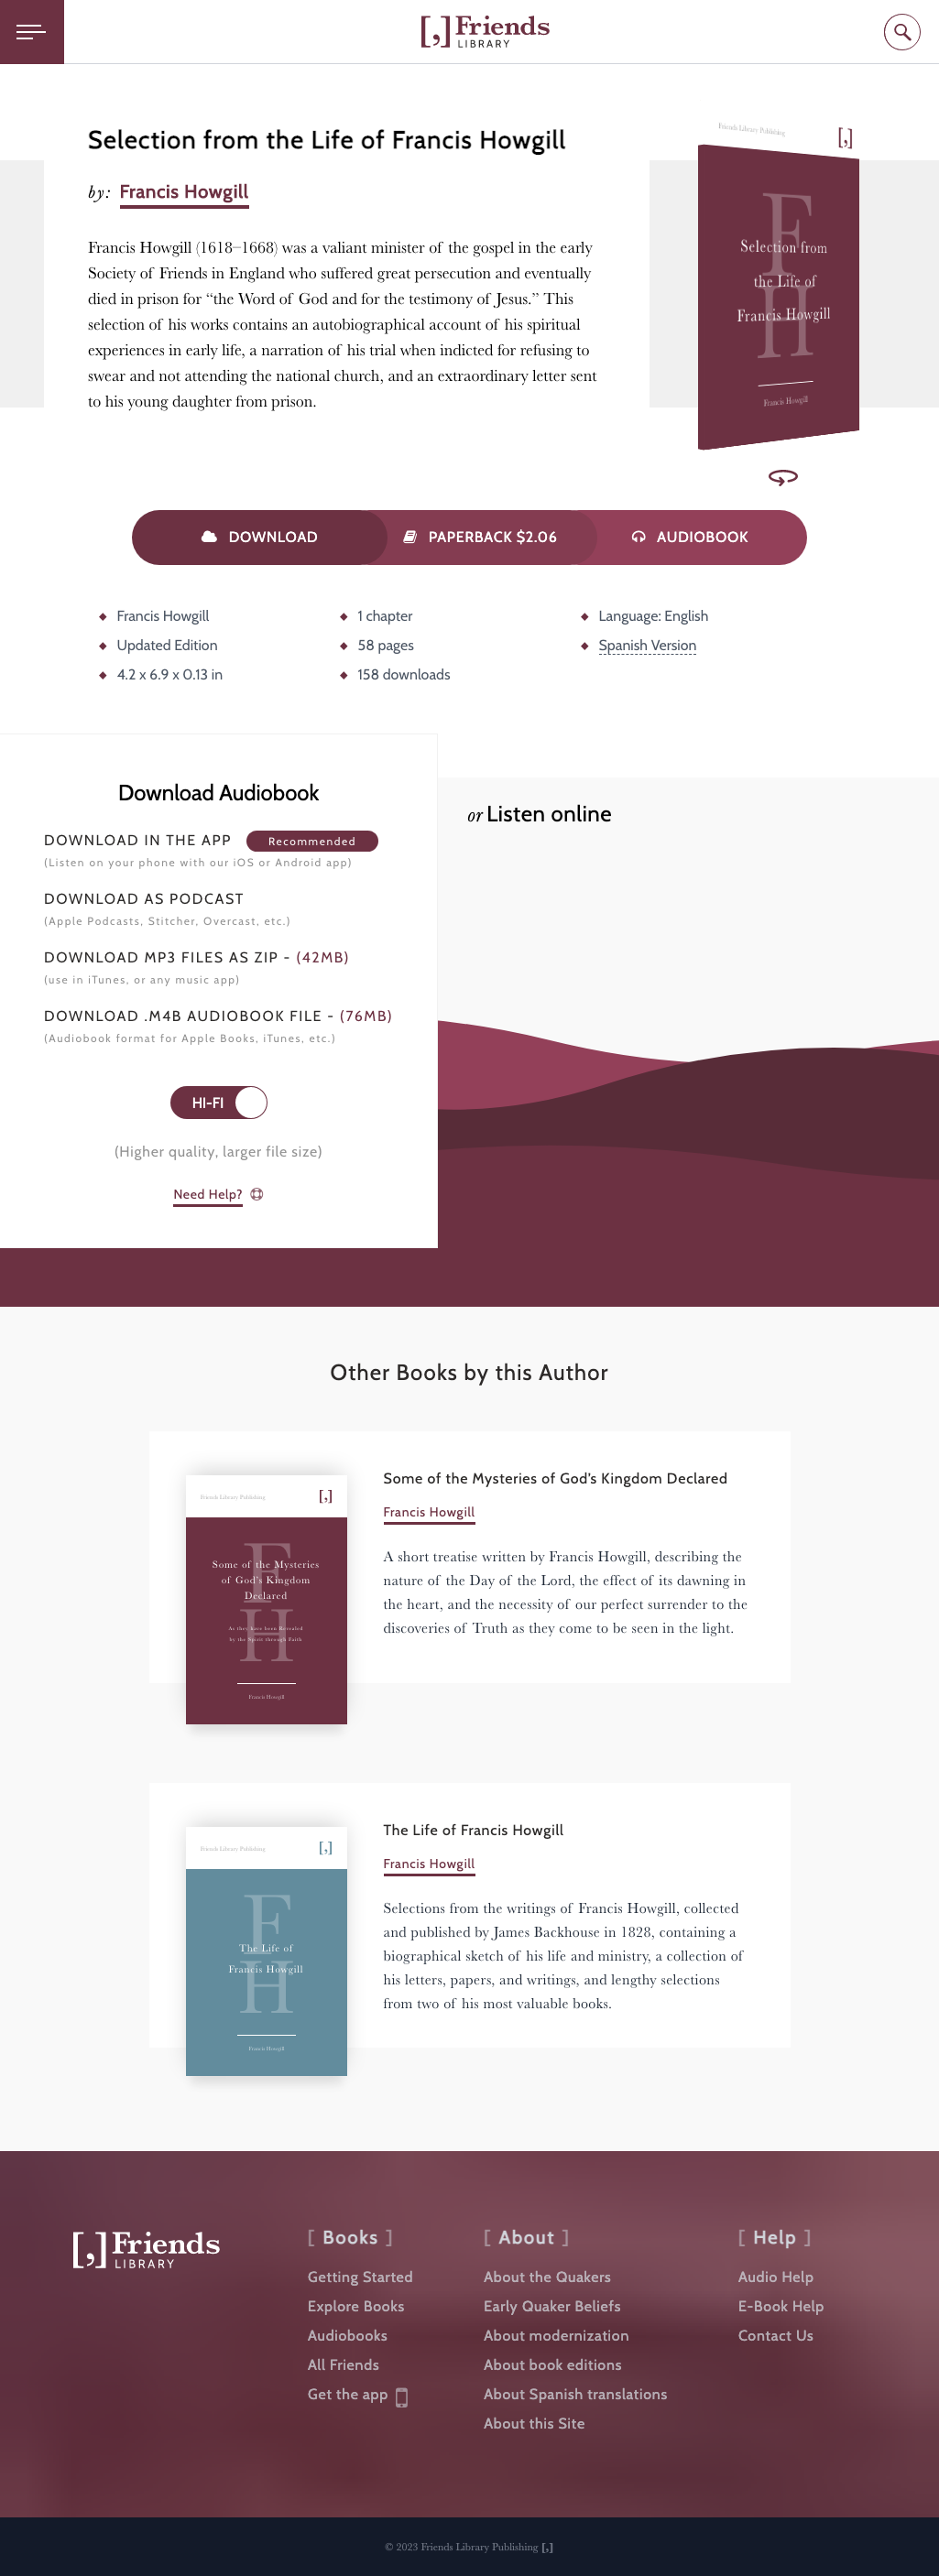 [,] Friends
LIBRARY
Selection from the Life of Francis Howgill
by: Francis Howgill
Francis Howgill (1618–1668) was a valiant minister of the gospel in the early
Society of Friends in England who suffered great persecution and eventually
died in prison for “the Word of God and for the testimony of Jesus.” This
selection of his works contains an autobiographical account of his spiritual
experiences in early life, a narration of his trial when indicted for refusing to
swear and not attending the national church, and an extraordinary letter sent
to his young daughter from prison.
Friends Library Publishing [,]
F
H
Selection from
the Life of
Francis Howgill
Francis Howgill
DOWNLOAD
PAPERBACK $2.06
AUDIOBOOK
Francis Howgill
Updated Edition
4.2 x 6.9 x 0.13 in
1 chapter
58 pages
158 downloads
Language: English
Spanish Version
Download Audiobook
DOWNLOAD IN THE APP Recommended
(Listen on your phone with our iOS or Android app)
DOWNLOAD AS PODCAST
(Apple Podcasts, Stitcher, Overcast, etc.)
DOWNLOAD MP3 FILES AS ZIP - (42MB)
(use in iTunes, or any music app)
DOWNLOAD .M4B AUDIOBOOK FILE - (76MB)
(Audiobook format for Apple Books, iTunes, etc.)
HI-FI
(Higher quality, larger file size)
Need Help?
or Listen online
Other Books by this Author
Friends Library Publishing [,]
F
H
Some of the Mysteries
of God's Kingdom
Declared
As they have been Revealed
by the Spirit through Faith
Francis Howgill
Some of the Mysteries of God's Kingdom Declared
Francis Howgill
A short treatise written by Francis Howgill, describing the
nature of the Day of the Lord, the effect of its dawning in
the heart, and the necessity of our perfect surrender to the
discoveries of Truth as they come to be seen in the light.
Friends Library Publishing [,]
F
H
The Life of
Francis Howgill
Francis Howgill
The Life of Francis Howgill
Francis Howgill
Selections from the writings of Francis Howgill, collected
and published by James Backhouse in 1828, containing a
biographical sketch of his life and ministry, a collection of
his letters, papers, and writings, and lengthy selections
from two of his most valuable books.
[,] Friends
LIBRARY
[ Books ]
Getting Started
Explore Books
Audiobooks
All Friends
Get the app
[ About ]
About the Quakers
Early Quaker Beliefs
About modernization
About book editions
About Spanish translations
About this Site
[ Help ]
Audio Help
E-Book Help
Contact Us
© 2023 Friends Library Publishing [,]